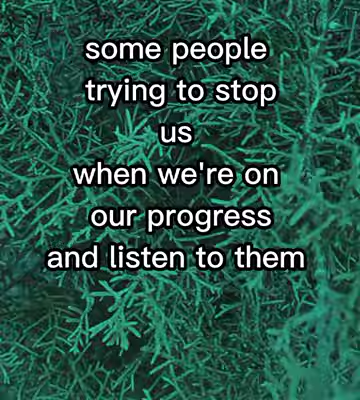 some people
trying to stop
us
when we're on
our progress
and listen to them